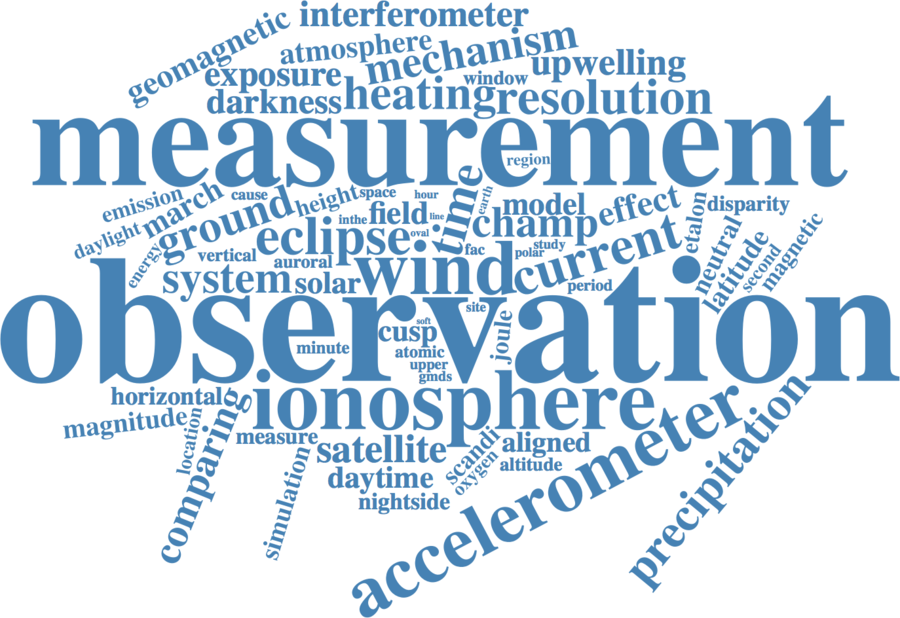 interferometer
geomagnetic
atmosphere
mechanism
exposure
window
upwelling
darkness
heating
resolution
measurement
region
emission
march
cause
height
space
hour
earth
time
model
effect
etalon
disparity
daylight
ground
inthe
field
line
champ
neutral
magnetic
energy
vertical
eclipse
oval
fac
polar
study
current
latitude
second
auroral
system
solar
wind
period
observation
site
soft
cusp
joule
minute
atomic
upper
gmds
horizontal
ionosphere
magnitude
location
comparing
measure
satellite
scandi
aligned
accelerometer
precipitation
simulation
daytime
oxygen
altitude
nightside